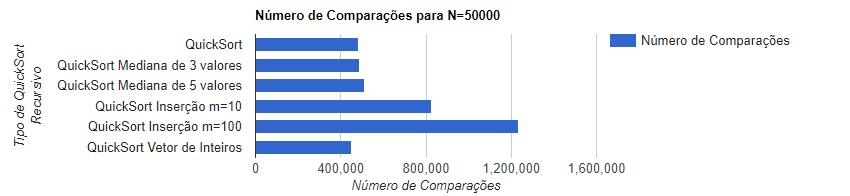 Número de Comparações para N=50000
Número de Comparações
Tipo de QuickSort
Recursivo
QuickSort
QuickSort Mediana de 3 valores
QuickSort Mediana de 5 valores
QuickSort Inserção m=10
QuickSort Inserção m=100
QuickSort Vetor de Inteiros
0 400,000 800,000 1,200,000 1,600,000
Número de Comparações